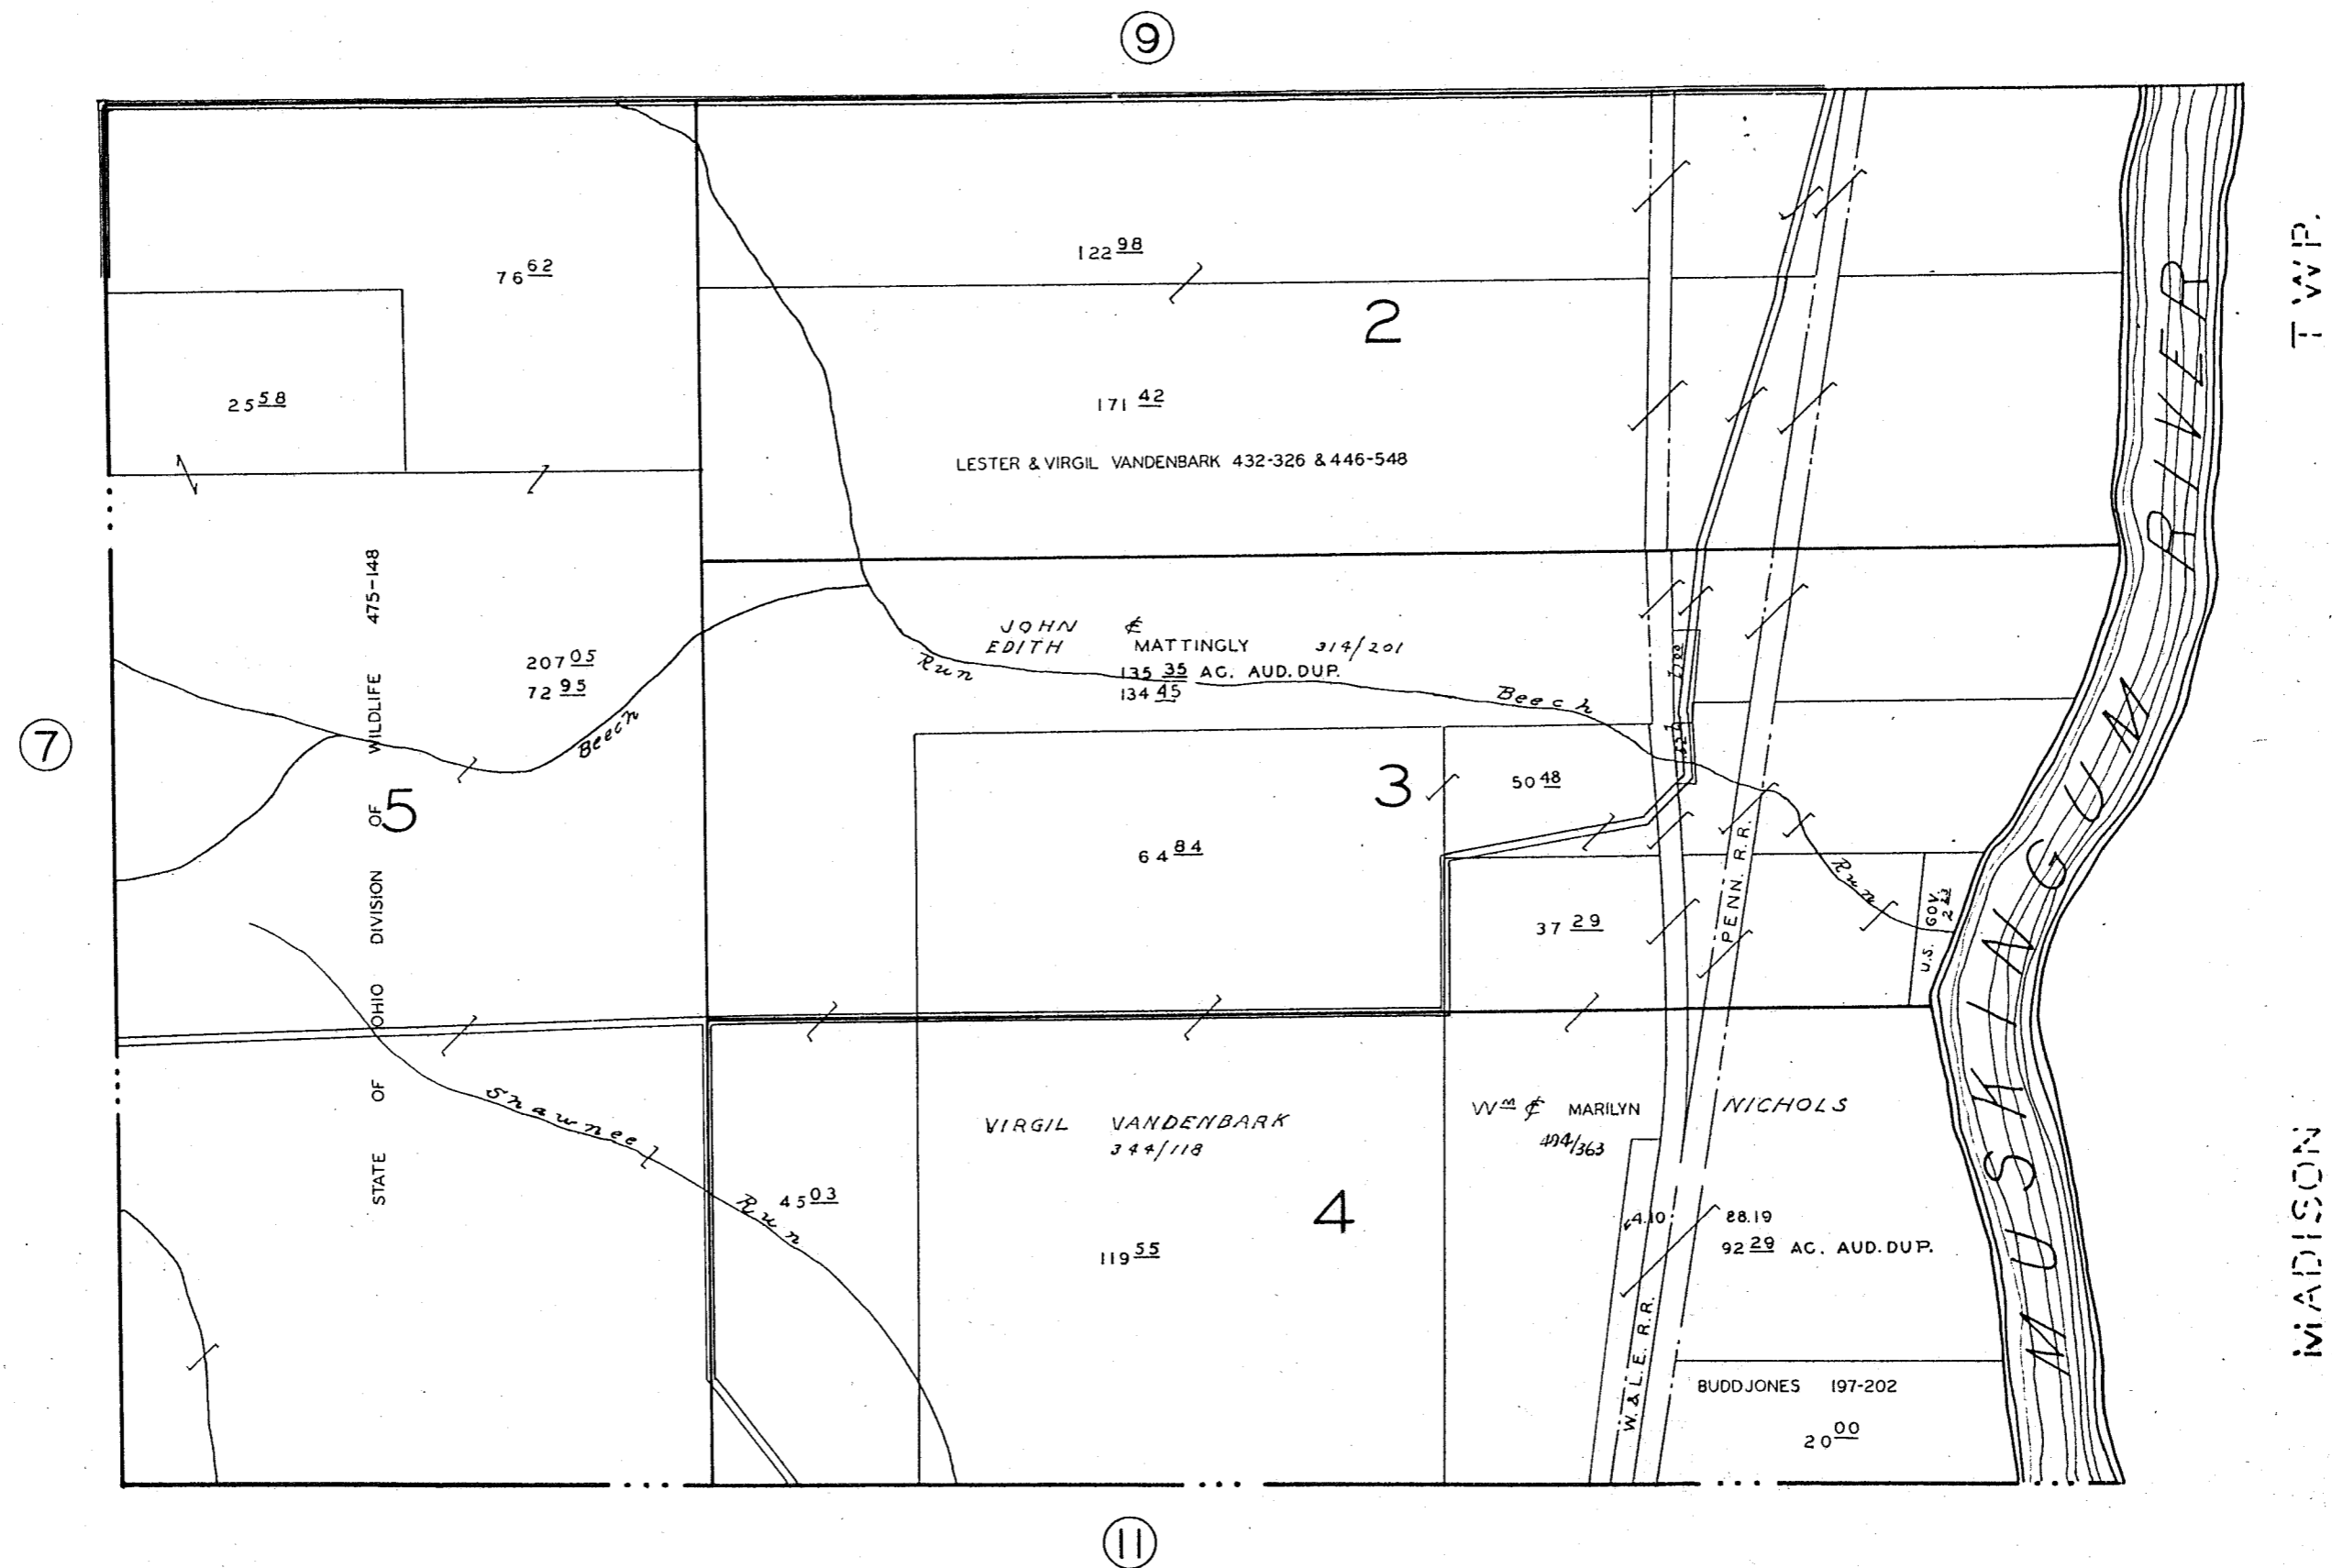 9
TWP.
76 62
122 98
2
25 58
171 42
LESTER & VIRGIL VANDENBARK 432-326 & 446-548
RIVER
STATE OF OHIO DIVISION OF WILDLIFE 475-148
JOHN &
EDITH MATTINGLY 314/201
Run
135 35 AC. AUD. DUP.
134 45
207 05
72 95
Beech
Beech
7
5
3
50 48
64 84
PENN. R.R.
Run
U.S. GOV.
37 29
MUSKINGUM
Shawnee
Run
VIRGIL VANDENBARK
344/118
Wm & MARILYN NICHOLS
494/363
45 03
4
119 55
4.10
88.19
92 29 AC. AUD. DUP.
MADISON
W. & L.E. R.R.
BUDD JONES 197-202
20 00
11